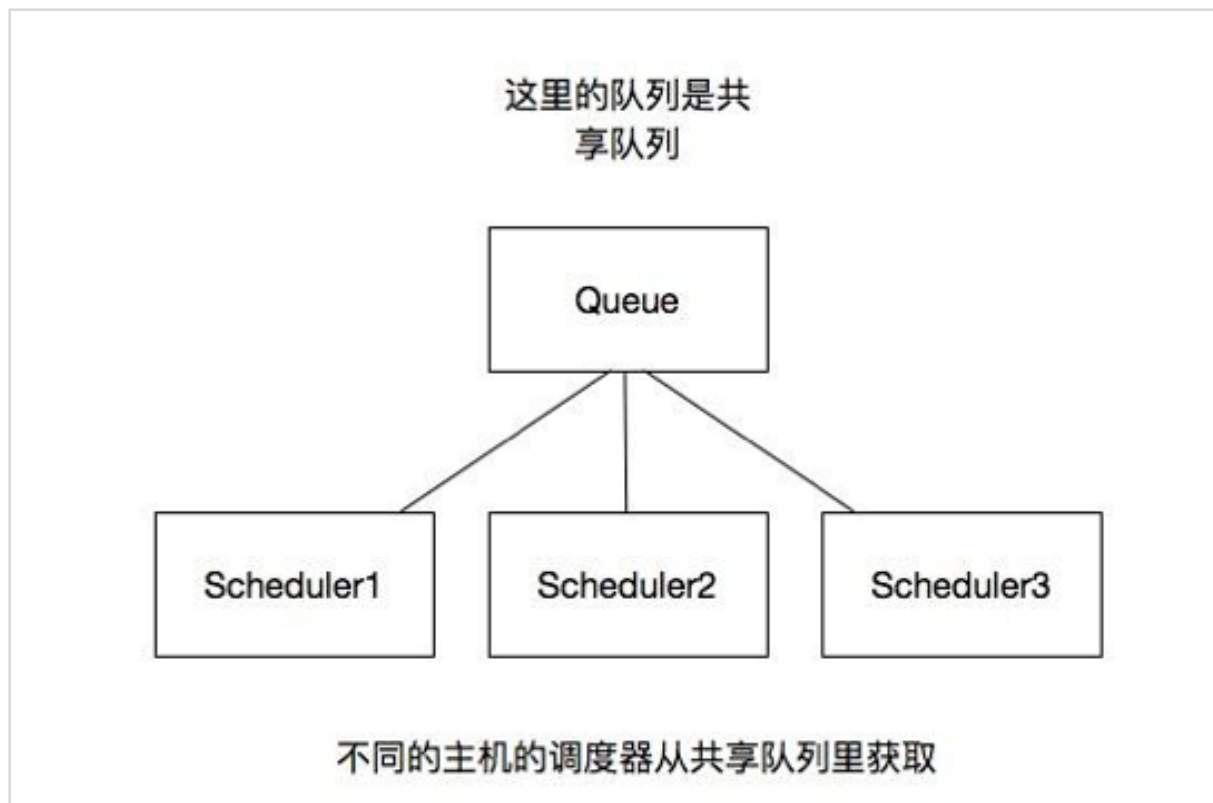 这里的队列是共
享队列
Queue
Scheduler1
Scheduler2
Scheduler3
不同的主机的调度器从共享队列里获取